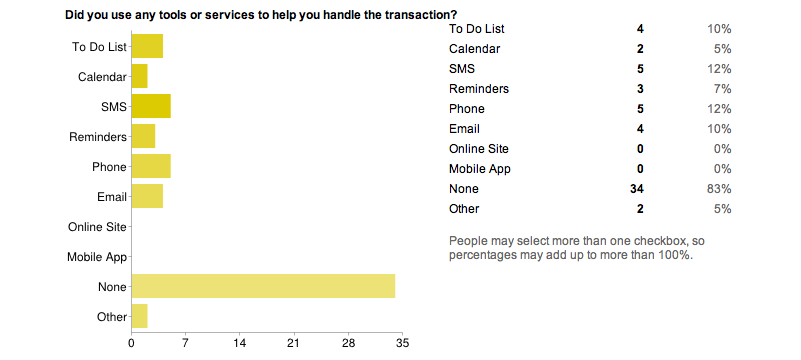 Did you use any tools or services to help you handle the transaction?
To Do List
Calendar
SMS
Reminders
Phone
Email
Online Site
Mobile App
None
Other
0 7 14 21 28 35
To Do List 4 10%
Calendar 2 5%
SMS 5 12%
Reminders 3 7%
Phone 5 12%
Email 4 10%
Online Site 0 0%
Mobile App 0 0%
None 34 83%
Other 2 5%
People may select more than one checkbox, so
percentages may add up to more than 100%.